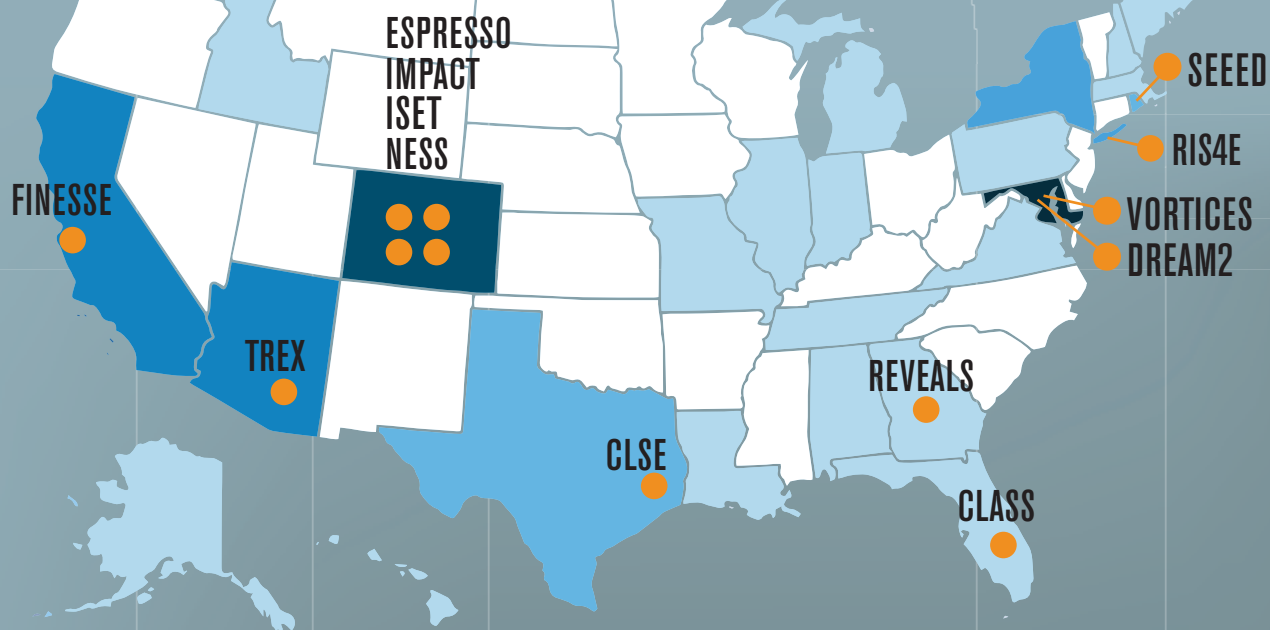 ESPRESSO
IMPACT
ISET
NESS
SEEED
RIS4E
FINESSE
VORTICES
DREAM2
TREX
REVEALS
CLSE
CLASS